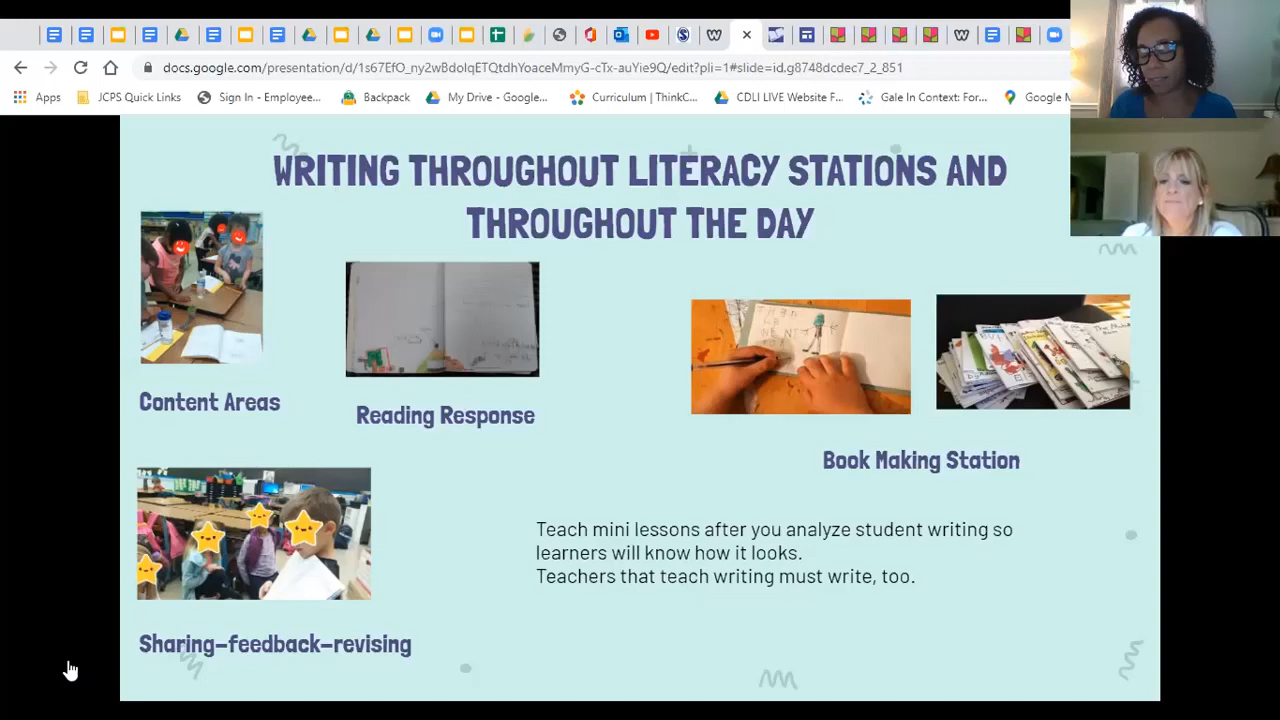 docs.google.com/presentation/d/1s67EfO_ny2wDsoIqETQtdhYoaceMmyG-cTx-auYie9Q/edit?pli=1#slide=id.g8748dcdec7_2_851
Apps JCPS Quick Links Sign In - Employee... Backpack My Drive - Google... Curriculum | ThinkC... CDLI LIVE Website F... Gale In Context: For... Google M
WRITING THROUGHOUT LITERACY STATIONS AND
THROUGHOUT THE DAY
Content Areas
Reading Response
WENT
Book Making Station
Teach mini lessons after you analyze student writing so
learners will know how it looks.
Teachers that teach writing must write, too.
Sharing-feedback-revising